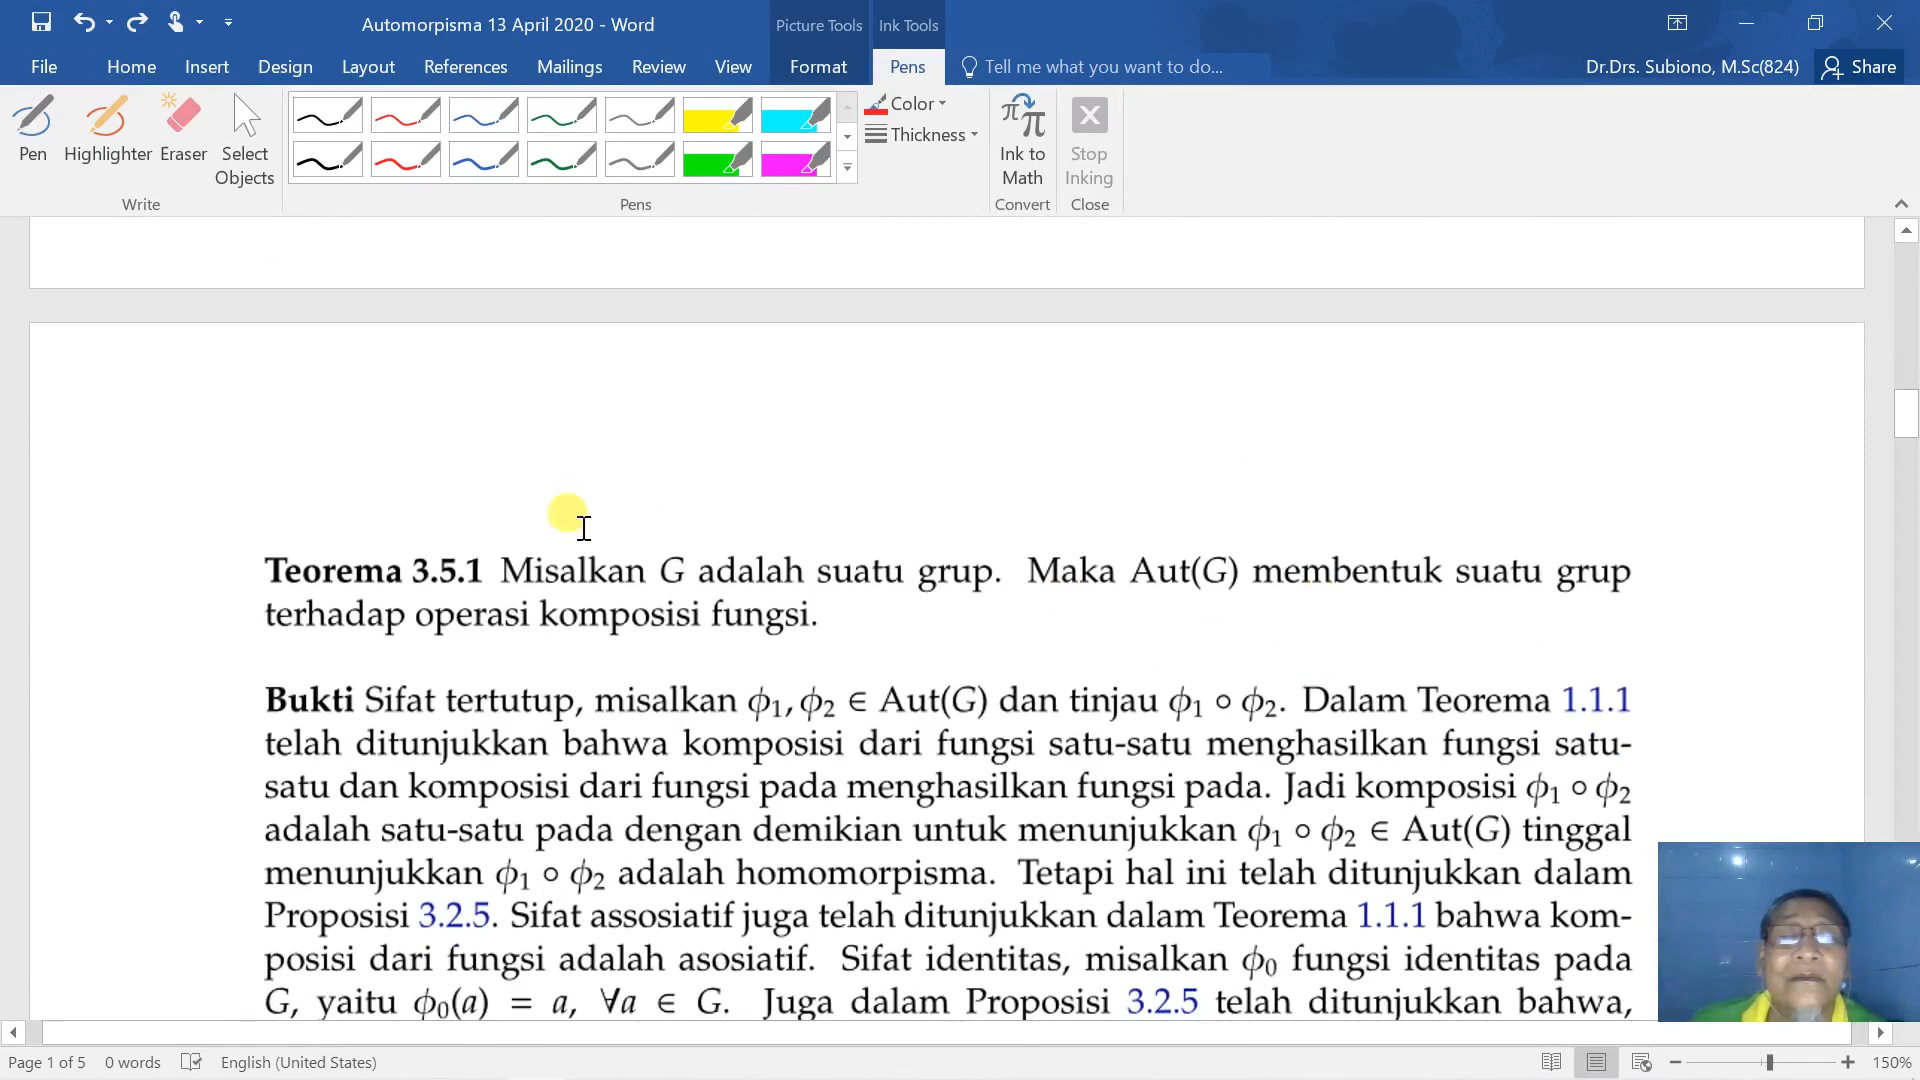 Automorpisma 13 April 2020 - Word
Picture Tools
Ink Tools
File
Home
Insert
Design
Layout
References
Mailings
Review
View
Format
Pens
Tell me what you want to do...
Dr.Drs. Subiono, M.Sc(824)
Share
Pen
Highlighter
Eraser
Select Objects
Color
Thickness
Ink to Math
Stop Inking
Write
Pens
Convert
Close
Teorema 3.5.1 Misalkan G adalah suatu grup. Maka Aut(G) membentuk suatu grup
terhadap operasi komposisi fungsi.
Bukti Sifat tertutup, misalkan ϕ₁, ϕ₂ ∈ Aut(G) dan tinjau ϕ₁ ∘ ϕ₂. Dalam Teorema 1.1.1
telah ditunjukkan bahwa komposisi dari fungsi satu-satu menghasilkan fungsi satu-
satu dan komposisi dari fungsi pada menghasilkan fungsi pada. Jadi komposisi ϕ₁ ∘ ϕ₂
adalah satu-satu pada dengan demikian untuk menunjukkan ϕ₁ ∘ ϕ₂ ∈ Aut(G) tinggal
menunjukkan ϕ₁ ∘ ϕ₂ adalah homomorpisma. Tetapi hal ini telah ditunjukkan dalam
Proposisi 3.2.5. Sifat assosiatif juga telah ditunjukkan dalam Teorema 1.1.1 bahwa kom-
posisi dari fungsi adalah asosiatif. Sifat identitas, misalkan ϕ₀ fungsi identitas pada
G, yaitu ϕ₀(a) = a, ∀a ∈ G. Juga dalam Proposisi 3.2.5 telah ditunjukkan bahwa,
Page 1 of 5
0 words
English (United States)
150%